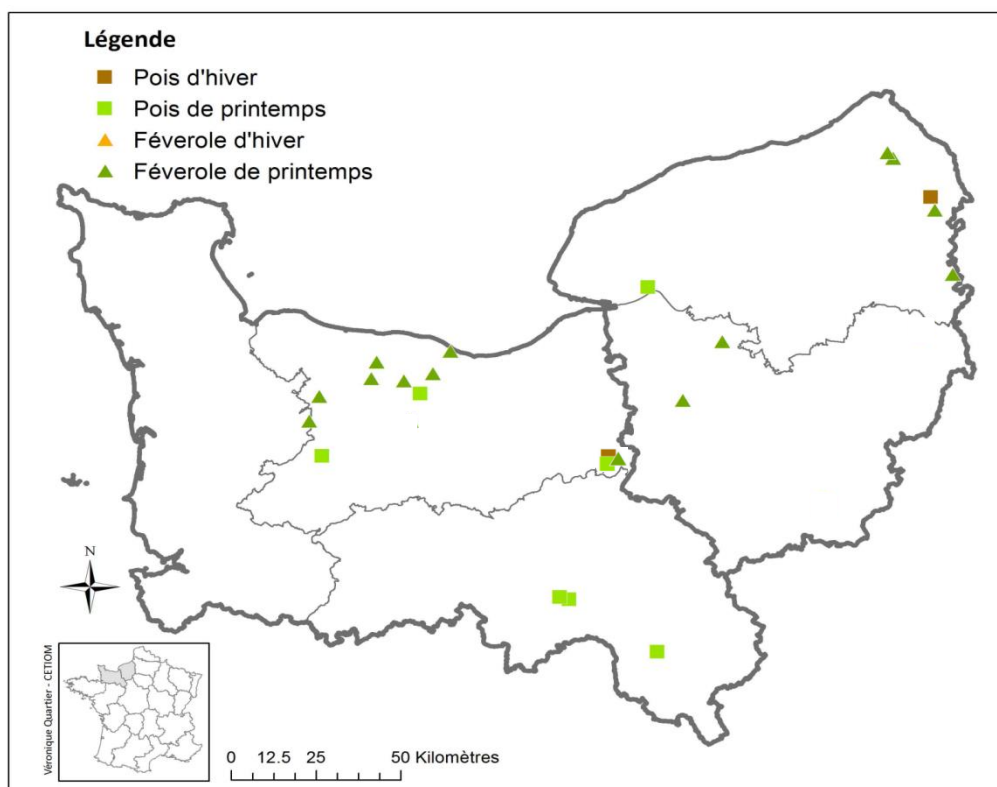 Légende
Pois d'hiver
Pois de printemps
Féverole d'hiver
Féverole de printemps
N
Véronique Quartier - CETIOM
0 12.5 25 50 Kilomètres